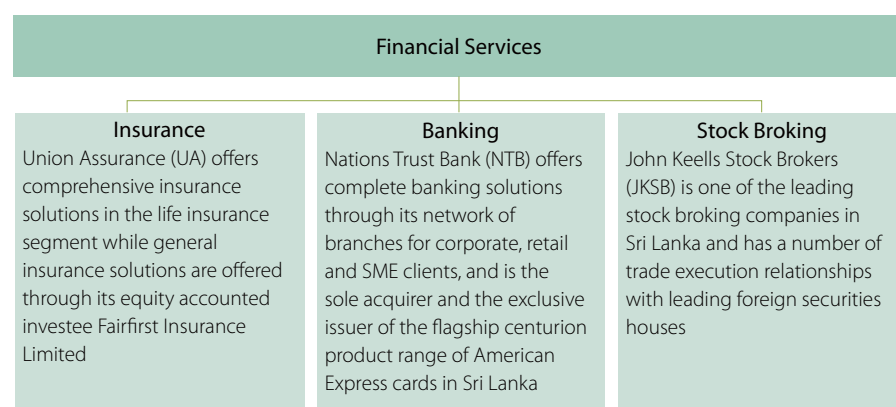 Financial Services
Insurance
Union Assurance (UA) offers
comprehensive insurance
solutions in the life insurance
segment while general
insurance solutions are offered
through its equity accounted
investee Fairfirst Insurance
Limited
Banking
Nations Trust Bank (NTB) offers
complete banking solutions
through its network of
branches for corporate, retail
and SME clients, and is the
sole acquirer and the exclusive
issuer of the flagship centurion
product range of American
Express cards in Sri Lanka
Stock Broking
John Keells Stock Brokers
(JKSB) is one of the leading
stock broking companies in
Sri Lanka and has a number of
trade execution relationships
with leading foreign securities
houses